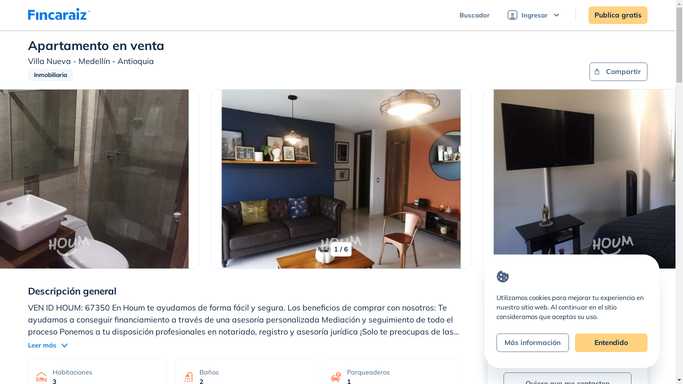 Fincaraiz
Buscador
Ingresar
Publica gratis
Apartamento en venta
Villa Nueva - Medellín - Antioquia
Inmobiliaria
Compartir
HOUM
HOUM
HOUM
1 / 6
Descripción general
VEN ID HOUM: 67350 En Houm te ayudamos de forma fácil y segura. Los beneficios de comprar con nosotros: Te
ayudamos a conseguir financiamiento a través de una asesoría personalizada Mediación y seguimiento de todo el
proceso Ponemos a tu disposición profesionales en notariado, registro y asesoría jurídica ¡Solo te preocupas de las...
Leer más
Habitaciones
3
Baños
2
Parqueaderos
1
Utilizamos cookies para mejorar tu experiencia en
nuestro sitio web. Al continuar en el sitio
consideramos que aceptas su uso.
Más información
Entendido
Quiero que me contacten